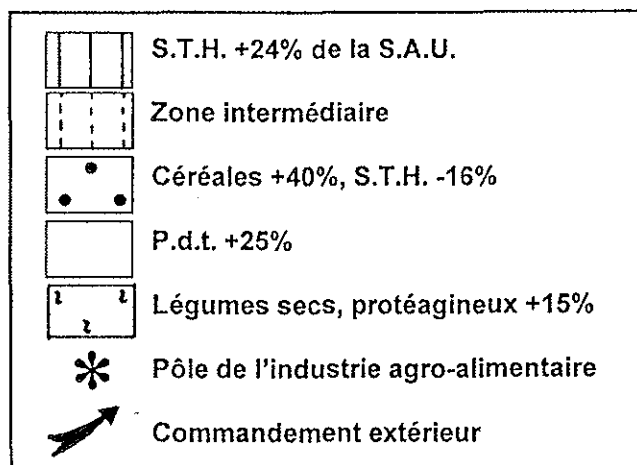 S.T.H. +24% de la S.A.U.
Zone intermédiaire
Céréales +40%, S.T.H. -16%
P.d.t. +25%
Légumes secs, protéagineux +15%
Pôle de l'industrie agro-alimentaire
Commandement extérieur